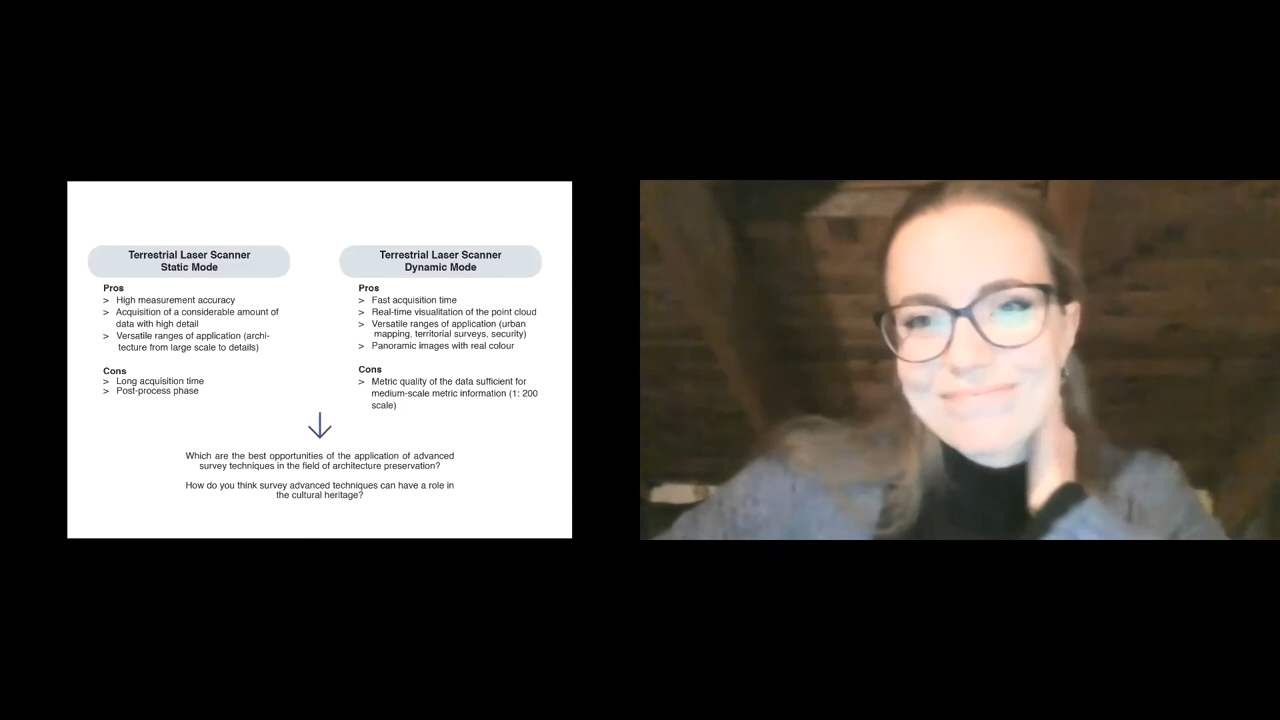 Terrestrial Laser Scanner
Static Mode
Pros
> High measurement accuracy
> Acquisition of a considerable amount of
data with high detail
> Versatile ranges of application (archi-
tecture from large scale to details)
Cons
> Long acquisition time
> Post-process phase
Terrestrial Laser Scanner
Dynamic Mode
Pros
> Fast acquisition time
> Real-time visualitation of the point cloud
> Versatile ranges of application (urban
mapping, territorial surveys, security)
> Panoramic images with real colour
Cons
> Metric quality of the data sufficient for
medium-scale metric information (1: 200
scale)
Which are the best opportunities of the application of advanced
survey techniques in the field of architecture preservation?
How do you think survey advanced techniques can have a role in
the cultural heritage?